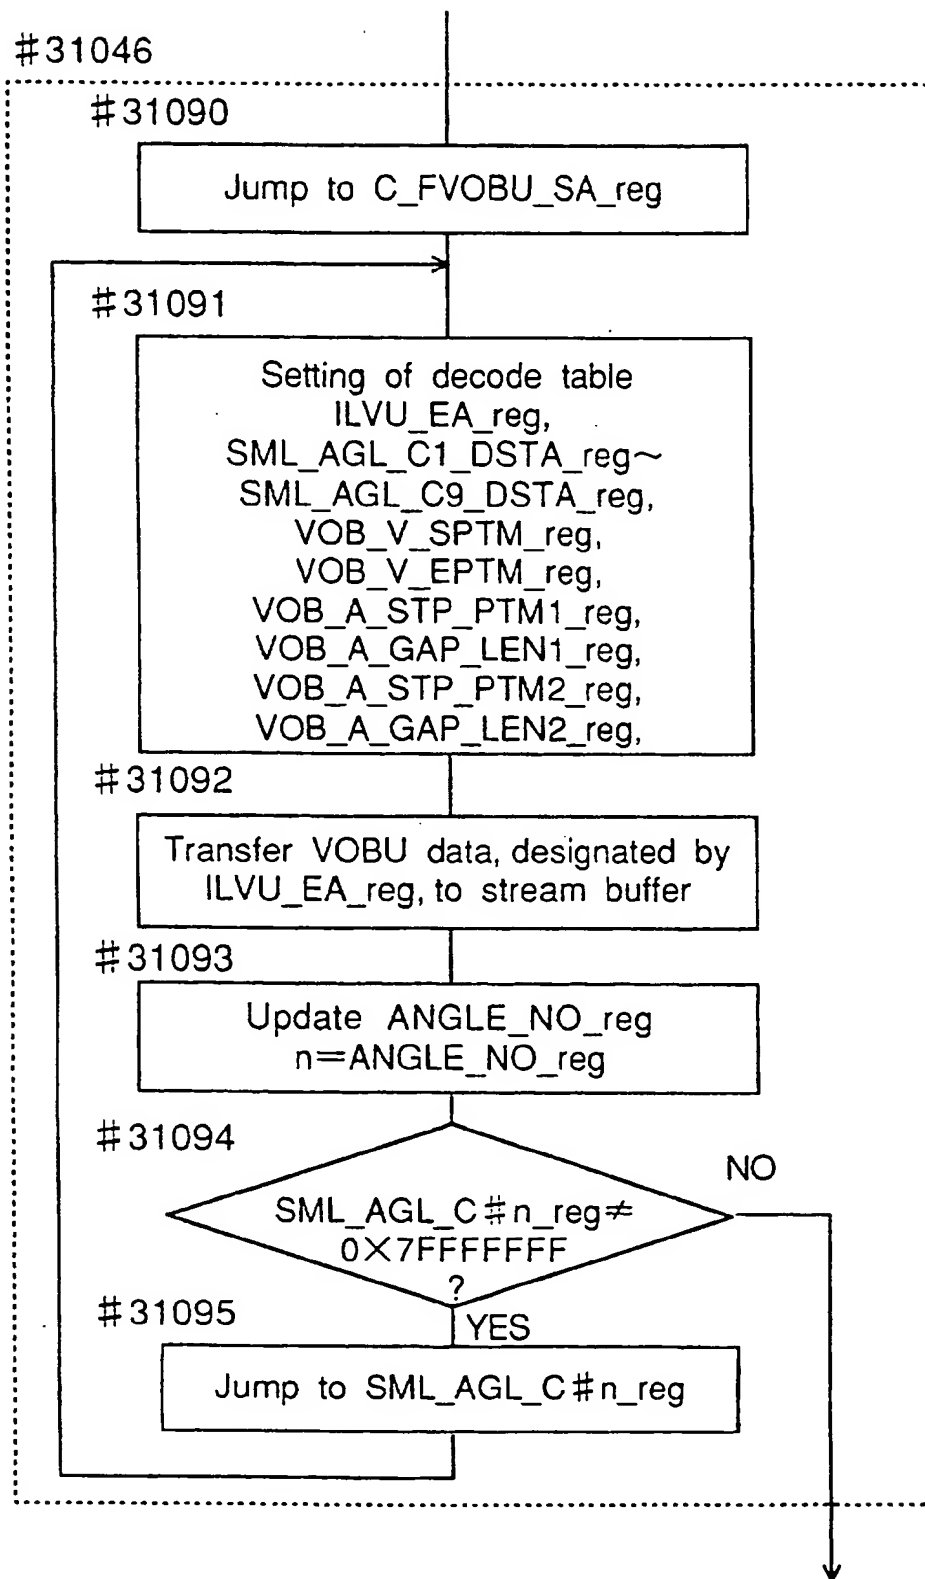 #31046
#31090
Jump to C_FVOBU_SA_reg
#31091
Setting of decode table
ILVU_EA_reg,
SML_AGL_C1_DSTA_reg~
SML_AGL_C9_DSTA_reg,
VOB_V_SPTM_reg,
VOB_V_EPTM_reg,
VOB_A_STP_PTM1_reg,
VOB_A_GAP_LEN1_reg,
VOB_A_STP_PTM2_reg,
VOB_A_GAP_LEN2_reg,
#31092
Transfer VOBU data, designated by
ILVU_EA_reg, to stream buffer
#31093
Update ANGLE_NO_reg
n=ANGLE_NO_reg
#31094
NO
SML_AGL_C#n_reg≠
0×7FFFFFFF
?
#31095
YES
Jump to SML_AGL_C#n_reg